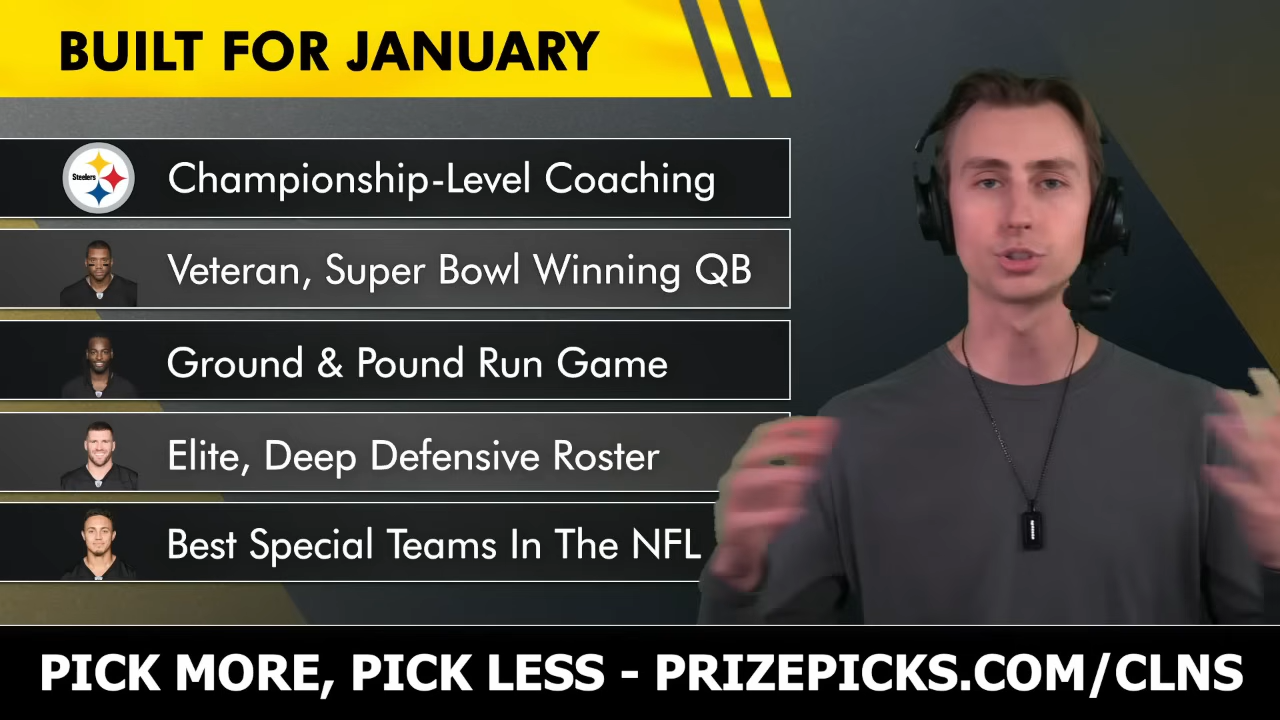 BUILT FOR JANUARY
Steelers
Championship-Level Coaching
Veteran, Super Bowl Winning QB
Ground & Pound Run Game
Elite, Deep Defensive Roster
Best Special Teams In The NFL
PICK MORE, PICK LESS - PRIZEPICKS.COM/CLNS